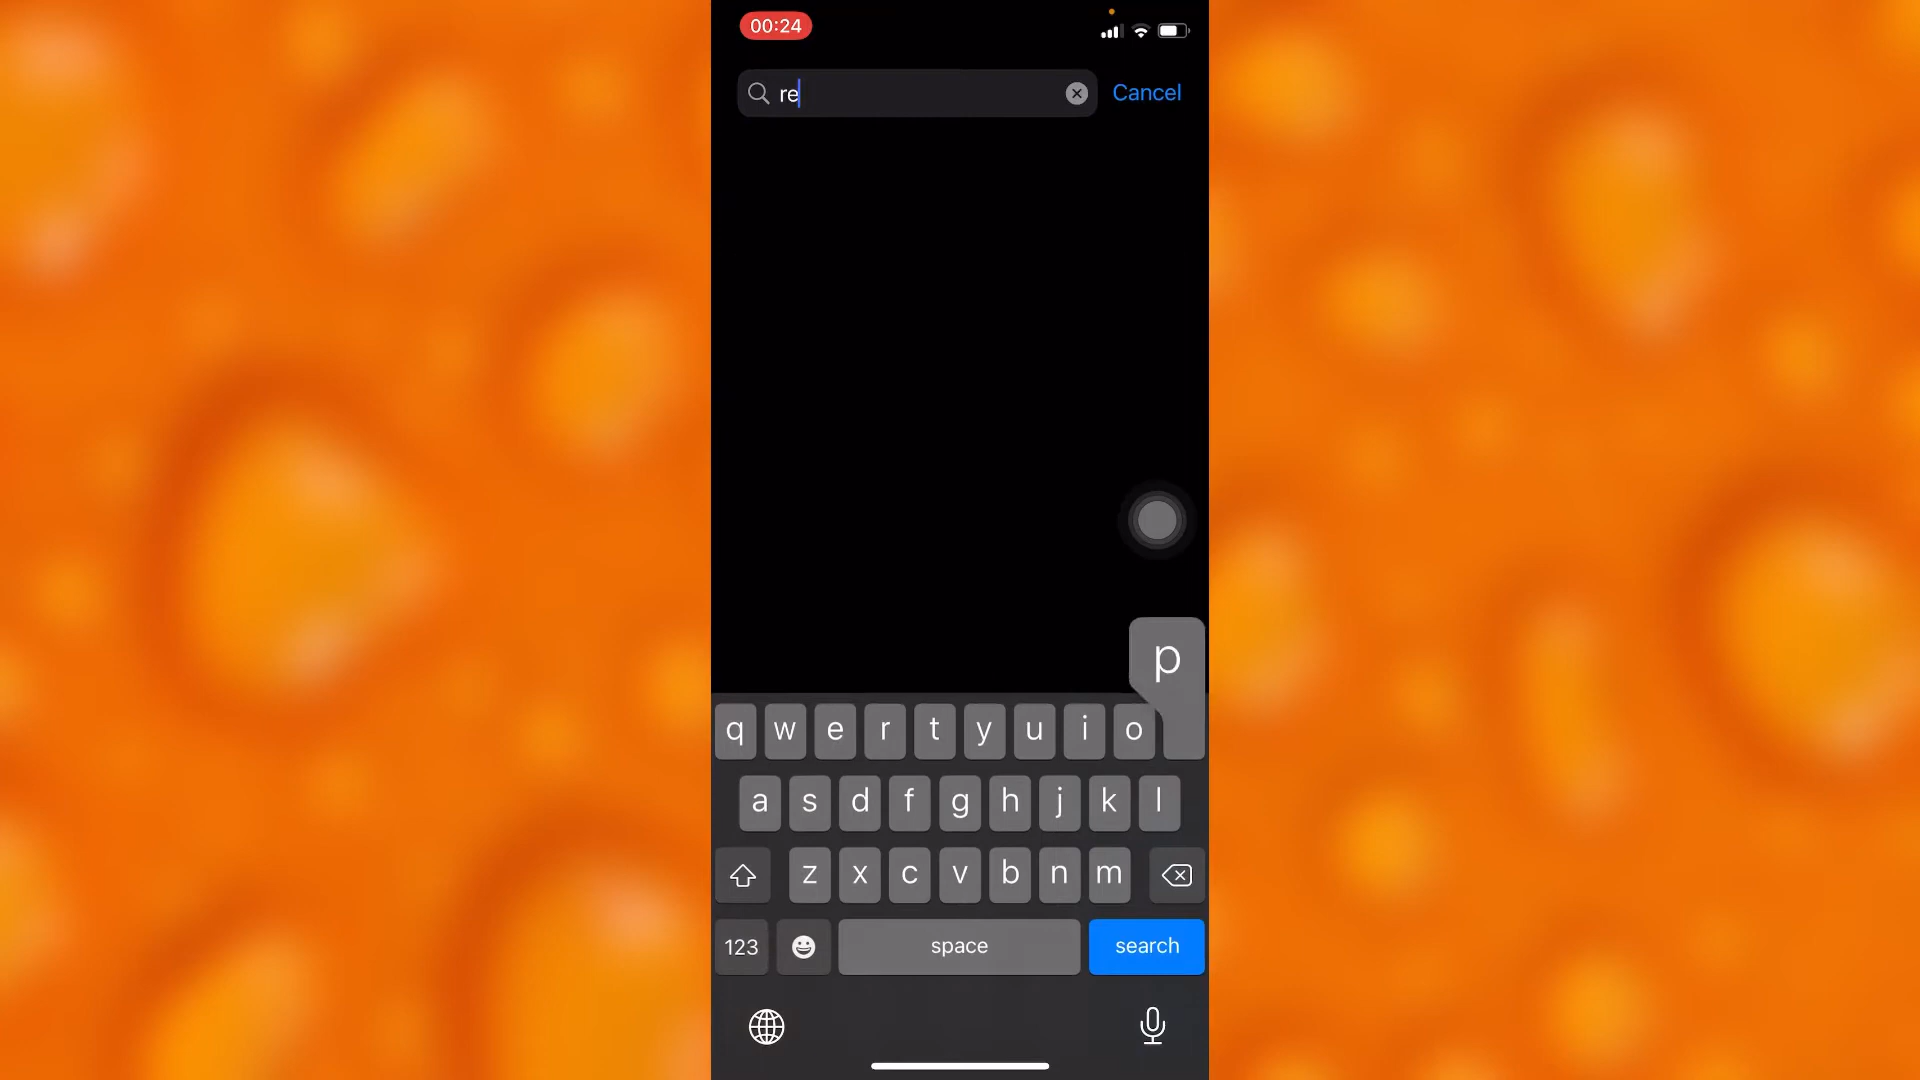 00:24
re
Cancel
p
q w e r t y u i o
a s d f g h j k l
z x c v b n m
123 space search